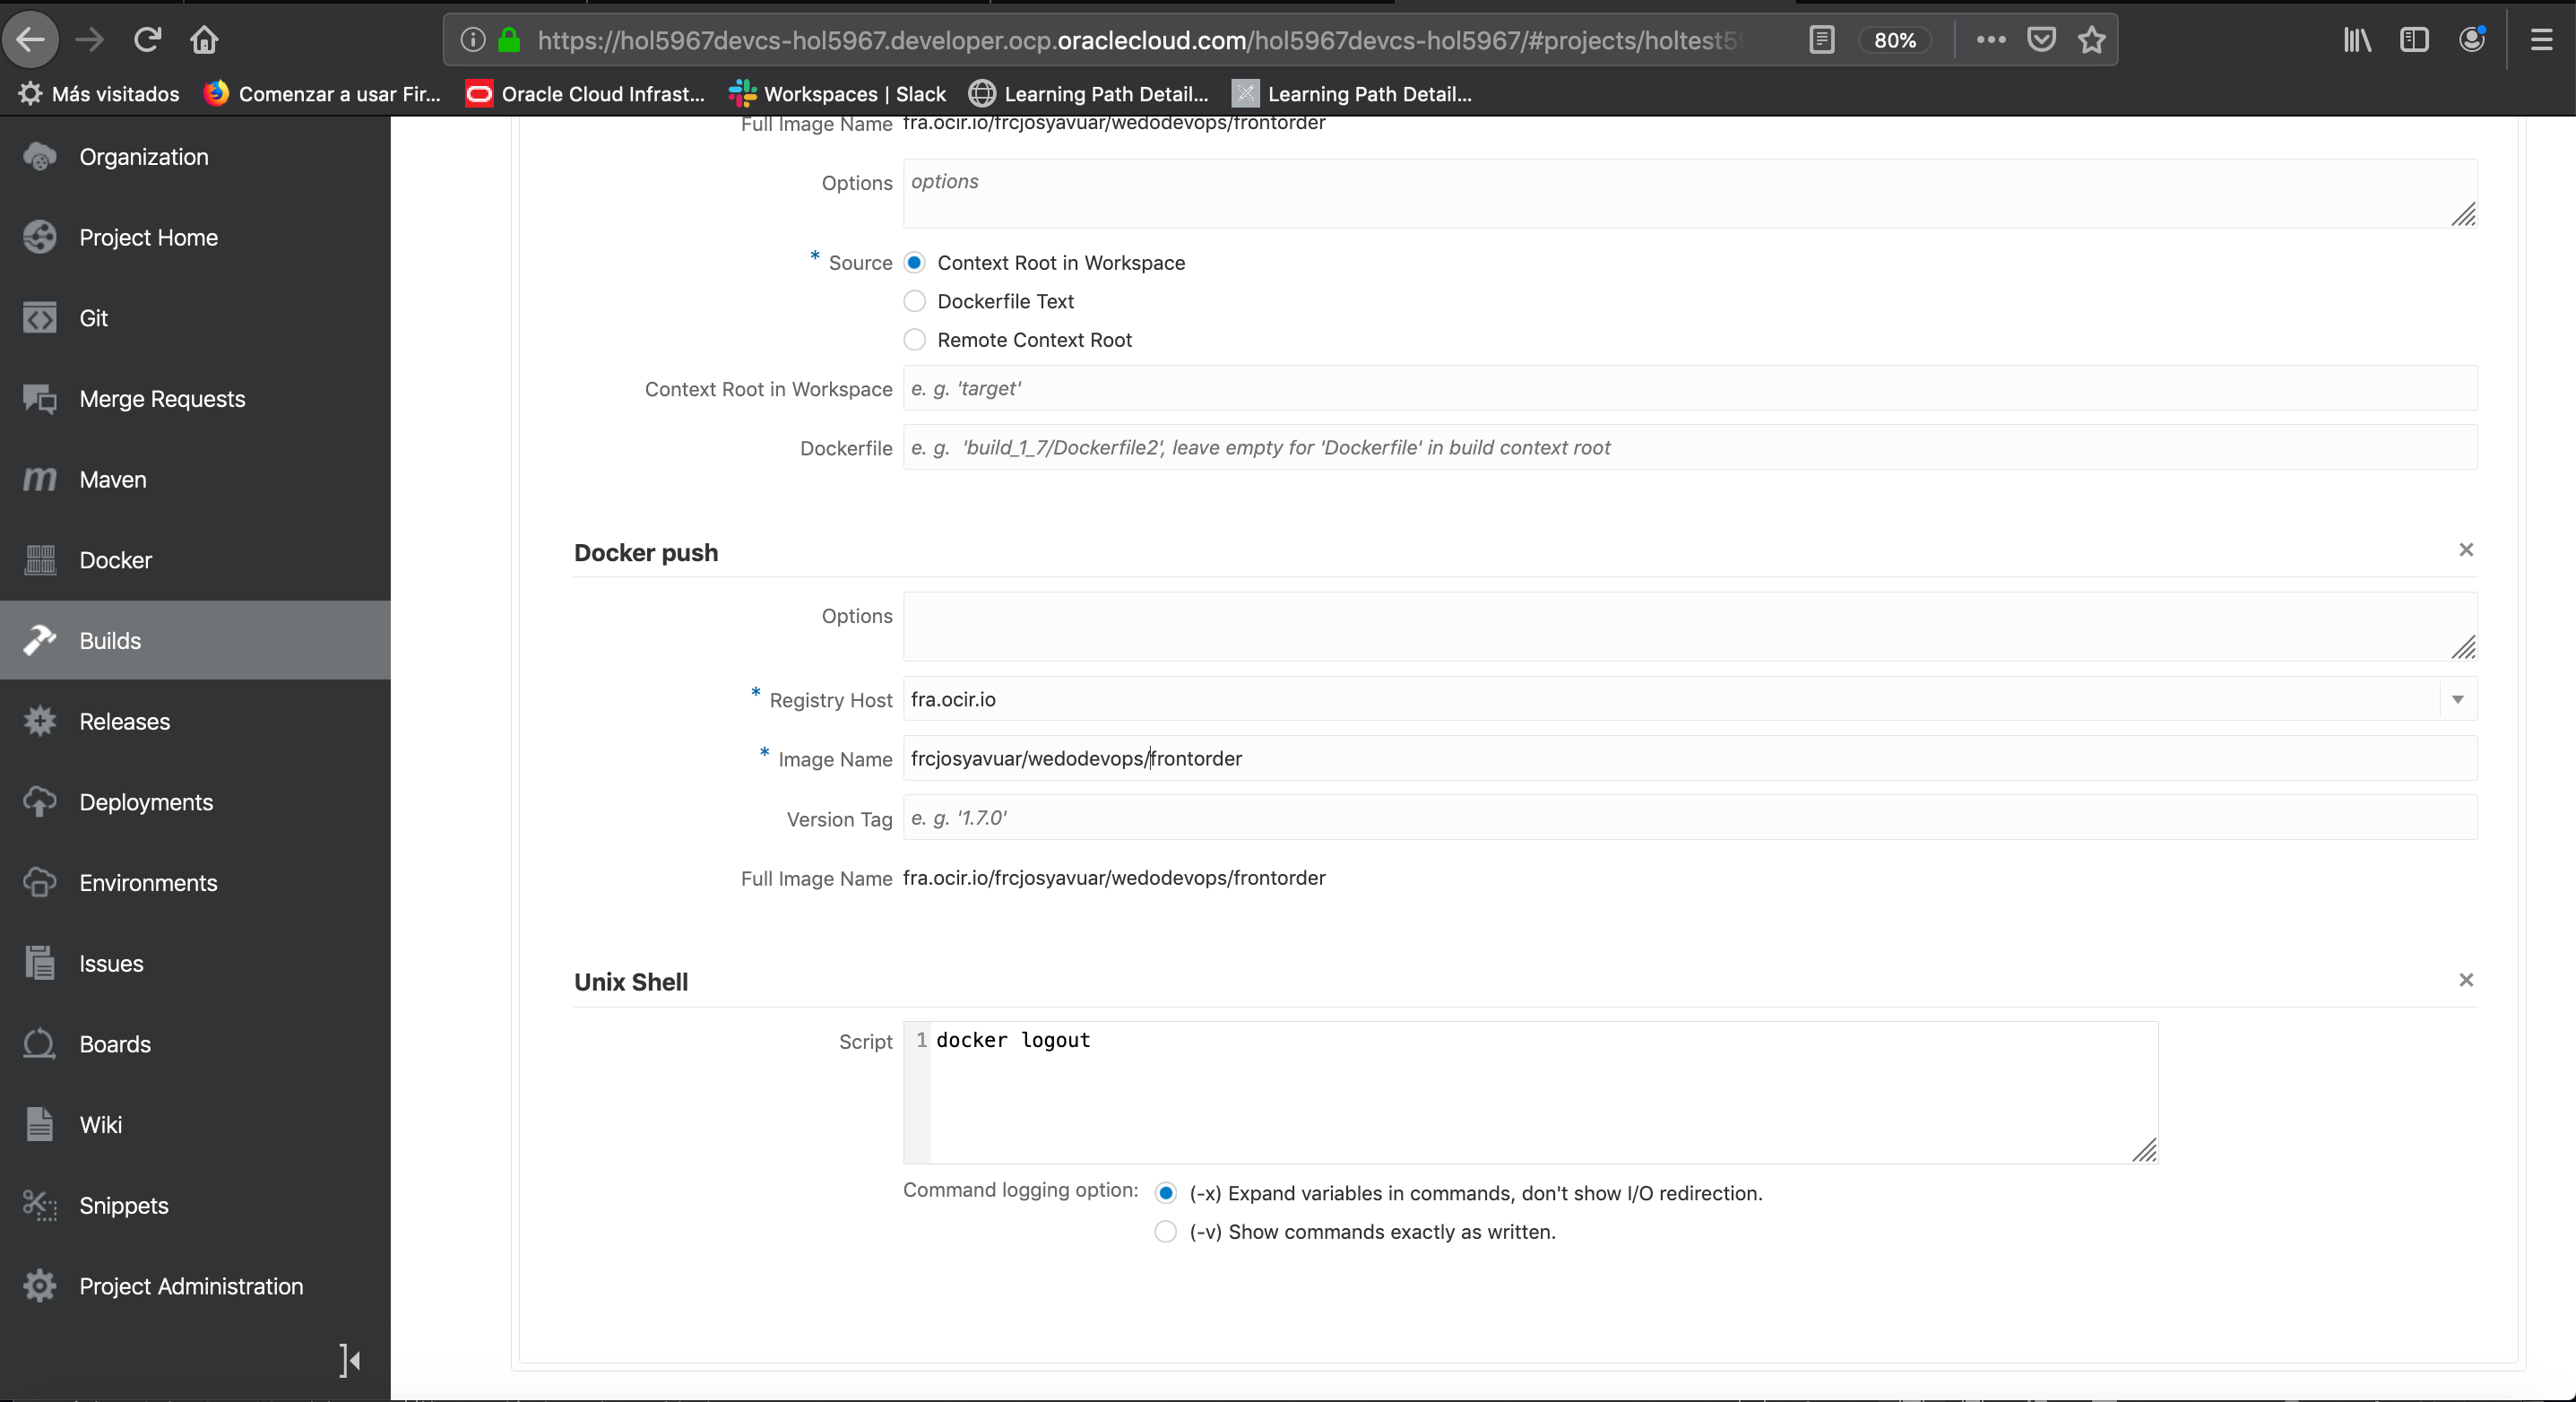 https://hol5967devcs-hol5967.developer.ocp.oraclecloud.com/hol5967devcs-hol5967/#projects/holtest5
80%
Más visitados
Comenzar a usar Fir...
Oracle Cloud Infrast...
Workspaces | Slack
Learning Path Detail...
Learning Path Detail...
Organization
Project Home
Git
Merge Requests
Maven
Docker
Builds
Releases
Deployments
Environments
Issues
Boards
Wiki
Snippets
Project Administration
Full Image Name fra.ocir.io/frcjosyavuar/wedodevops/frontorder
Options options
* Source Context Root in Workspace
Dockerfile Text
Remote Context Root
Context Root in Workspace e. g. 'target'
Dockerfile e. g. 'build_1_7/Dockerfile2', leave empty for 'Dockerfile' in build context root
Docker push
Options
* Registry Host fra.ocir.io
* Image Name frcjosyavuar/wedodevops/frontorder
Version Tag e. g. '1.7.0'
Full Image Name fra.ocir.io/frcjosyavuar/wedodevops/frontorder
Unix Shell
Script 1 docker logout
Command logging option: (-x) Expand variables in commands, don't show I/O redirection.
(-v) Show commands exactly as written.